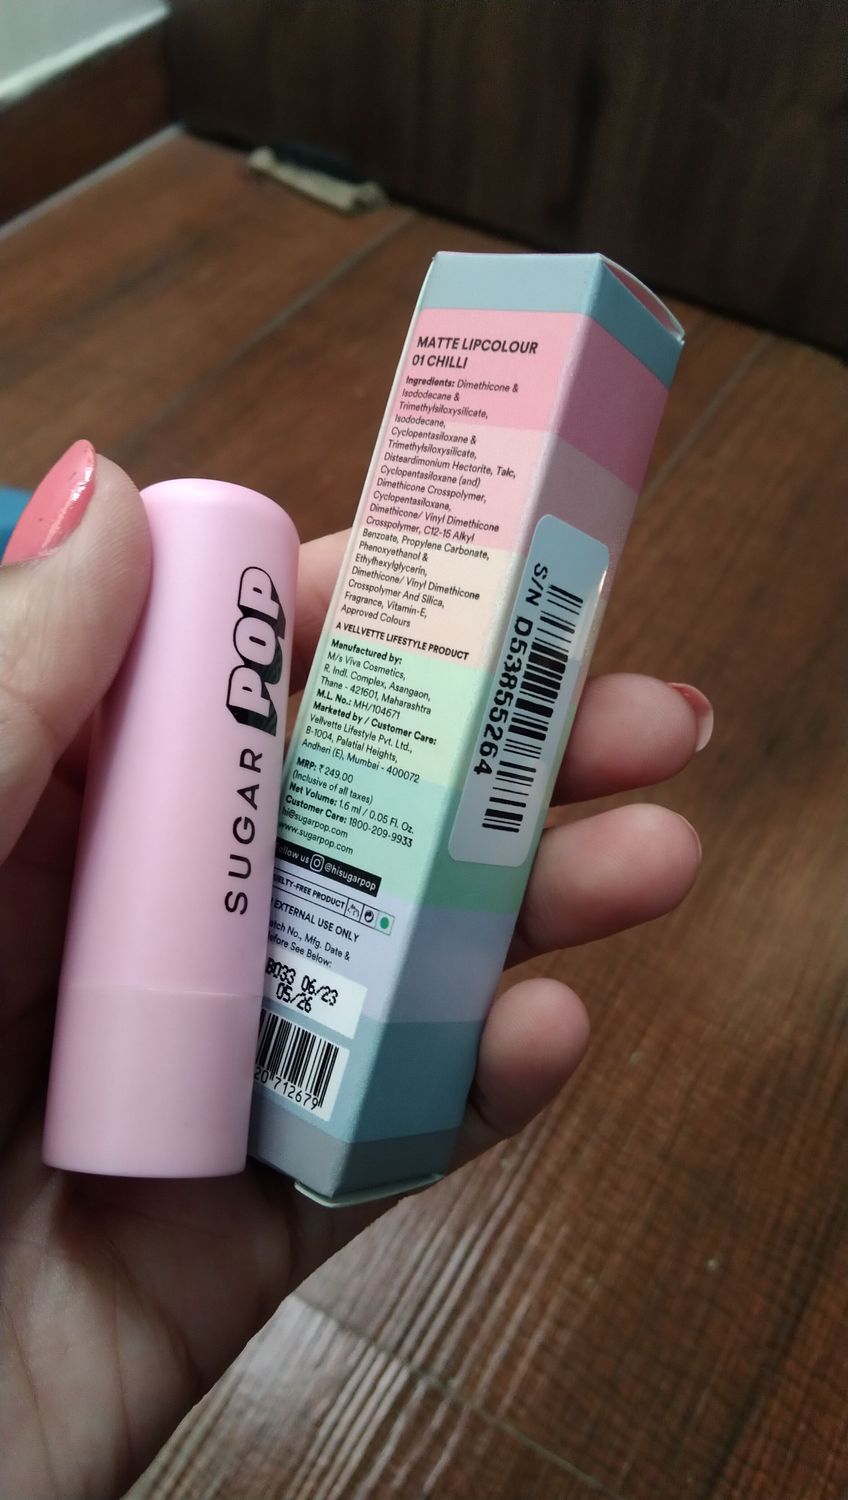 SUGAR POP
MATTE LIPCOLOUR
01 CHILLI
Ingredients: Dimethicone &
Isododecane &
Trimethylsiloxysilicate,
Isododecane,
Cyclopentasiloxane &
Trimethylsiloxysilicate,
Disteardimonium Hectorite, Talc,
Cyclopentasiloxane (and)
Dimethicone Crosspolymer,
Cyclopentasiloxane,
Dimethicone/ Vinyl Dimethicone
Crosspolymer, C12-15 Alkyl
Benzoate, Propylene Carbonate,
Phenoxyethanol &
Ethylhexylglycerin,
Dimethicone/ Vinyl Dimethicone
Crosspolymer And Silica,
Fragrance, Vitamin-E,
Approved Colours
A VELLVETTE LIFESTYLE PRODUCT
Manufactured by:
M/s Viva Cosmetics,
R. Indl. Complex, Asangaon,
Thane - 421601, Maharashtra
M.L. No.: MH/104671
Marketed by / Customer Care:
Vellvette Lifestyle Pvt. Ltd.,
B-1004, Palatial Heights,
Andheri (E), Mumbai - 400072
MRP: ₹ 249.00
(Inclusive of all taxes)
Net Volume: 1.6 ml / 0.05 Fl. Oz.
Customer Care: 1800-209-9933
hi@sugarpop.com
www.sugarpop.com
follow us @hisugarpop
PRODUCT
EXTERNAL USE ONLY
No., Mfg. Date &
See Below:
B033 06/23
05/26
20 712679
S/N D53855264